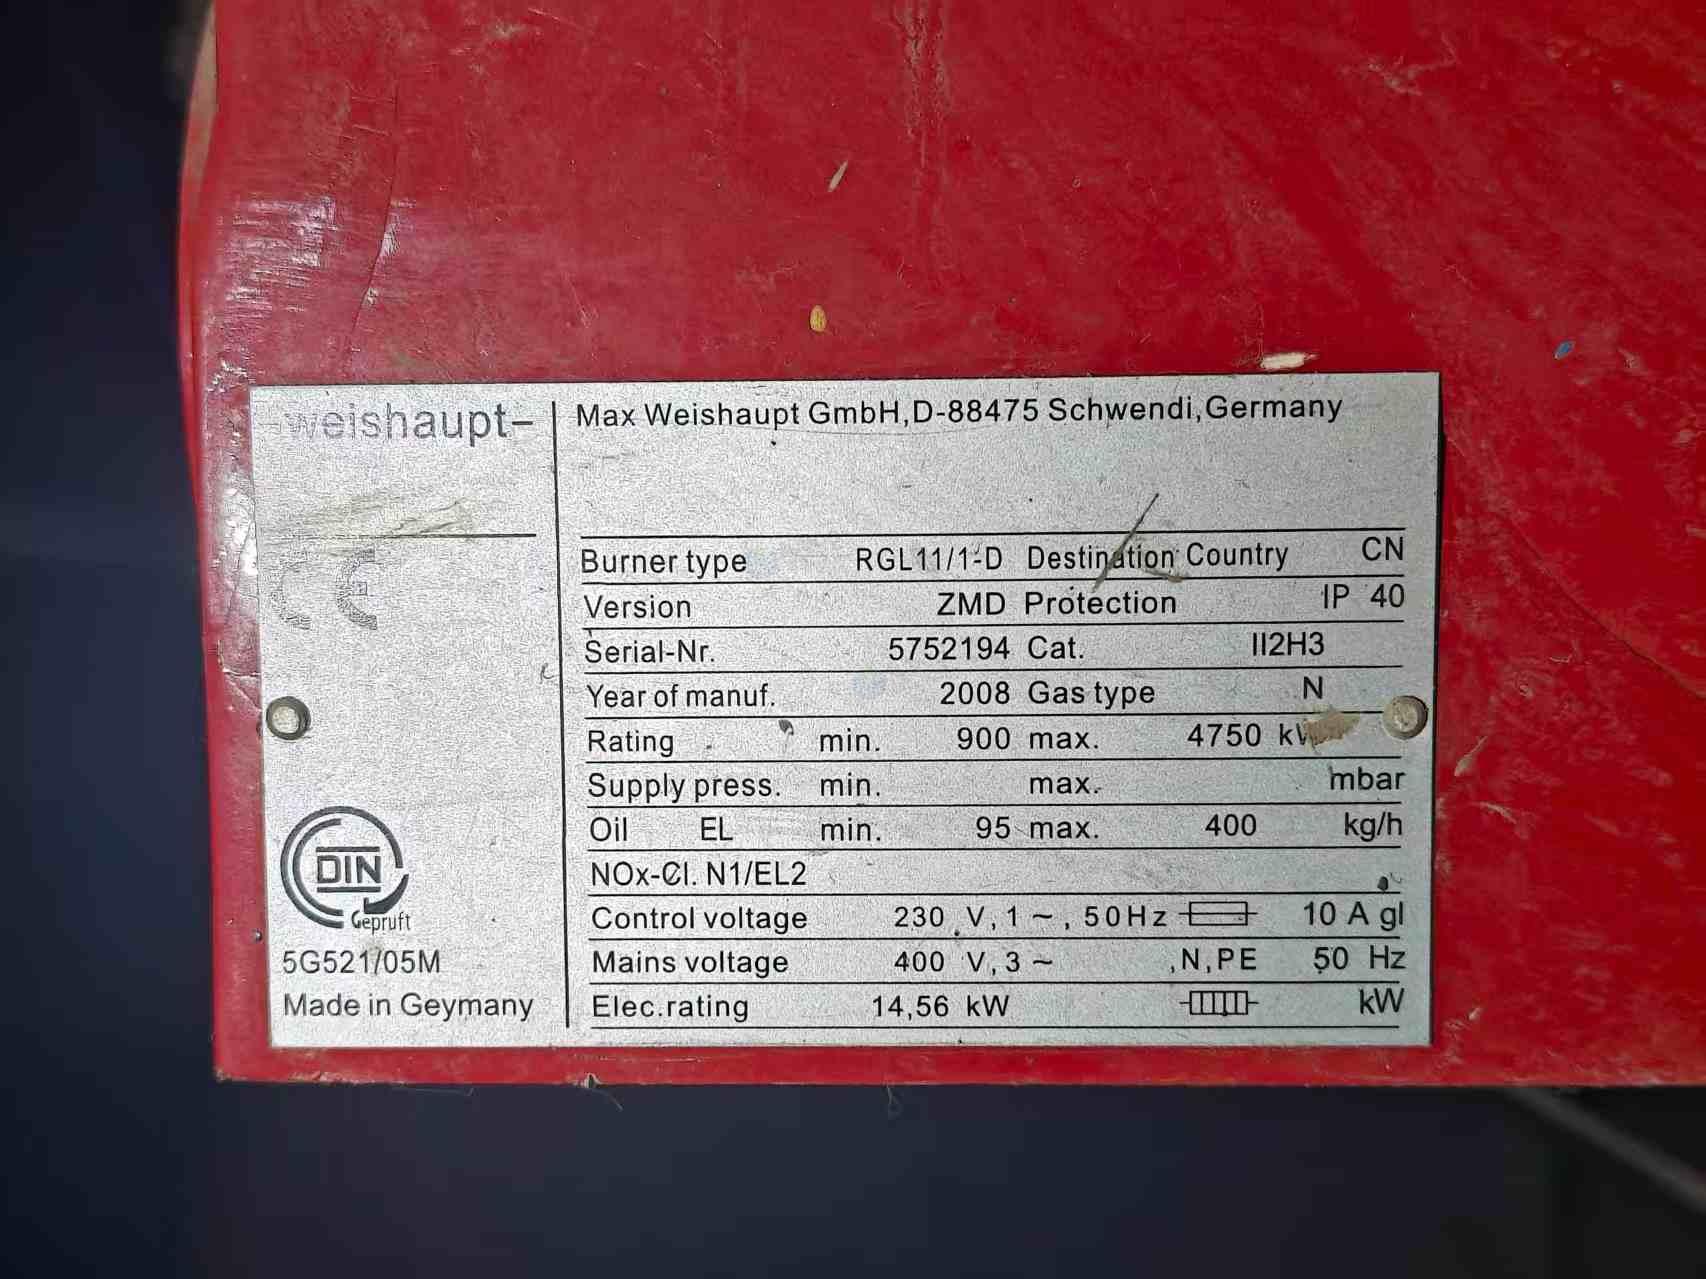 -weishaupt-
Max Weishaupt GmbH,D-88475 Schwendi,Germany
CE
Burner type RGL11/1-D Destination Country CN
Version ZMD Protection IP 40
Serial-Nr. 5752194 Cat. II2H3
Year of manuf. 2008 Gas type N
Rating min. 900 max. 4750 kW
Supply press. min. max. mbar
Oil EL min. 95 max. 400 kg/h
NOx-Cl. N1/EL2
Control voltage 230 V,1 ~, 50Hz 10 A gl
Mains voltage 400 V,3 ~ ,N,PE 50 Hz
Elec.rating 14,56 kW kW
DIN
Gepruft
5G521/05M
Made in Geymany